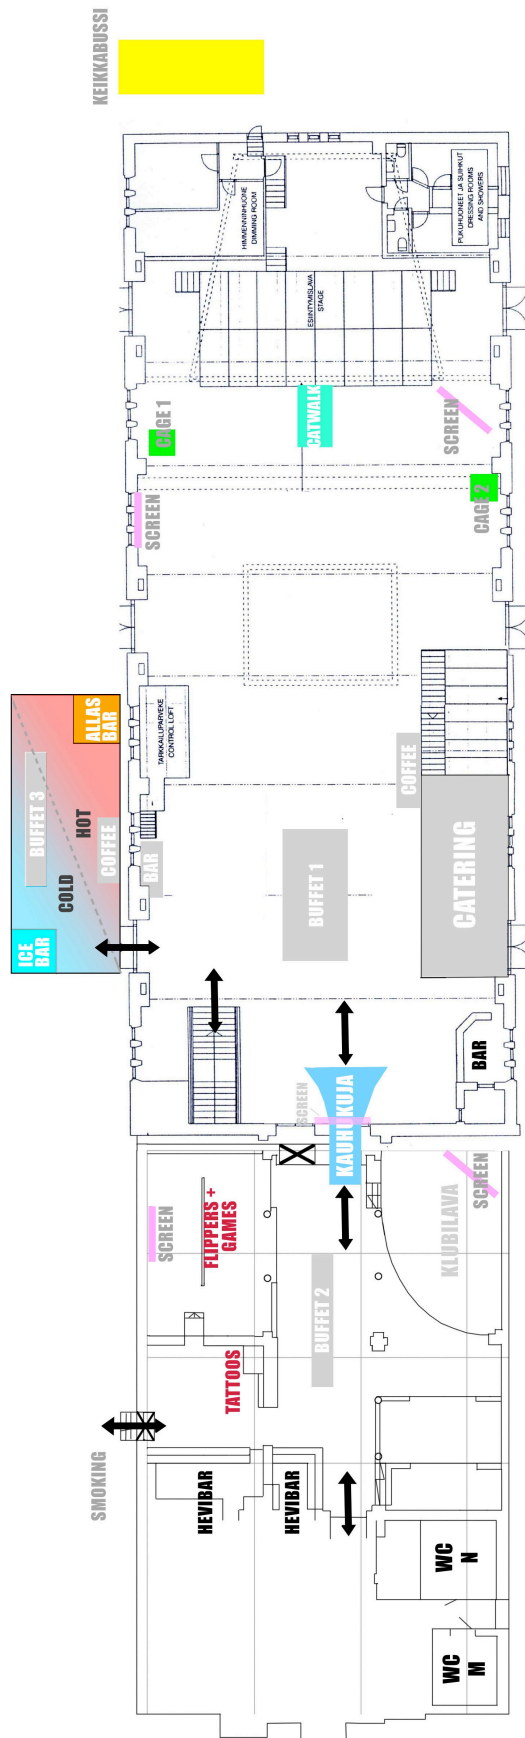 KEIKKABUSSI
HIMMENNINHUONE
DIMMING ROOM
PUKUHUONEET JA SUIHKUT
DRESSING ROOMS
AND SHOWERS
ESIINTYMISLAVA
STAGE
CATWALK
CAGE 1
SCREEN
CAGE 2
SCREEN
TARKKAILUPARVEKE
CONTROL LOFT
ALLAS
BAR
BUFFET 3
HOT
COLD
COFFEE
ICE
BAR
BAR
COFFEE
BUFFET 1
CATERING
BAR
SCREEN
KAUHUKUJA
SCREEN
FLIPPERS +
GAMES
SCREEN
KLUBILAVA
BUFFET 2
TATTOOS
SMOKING
HEVIBAR
HEVIBAR
WC
N
WC
M